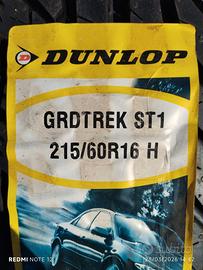 DUNLOP
GRDTREK ST1
215/60R16 H
REDMI NOTE 12